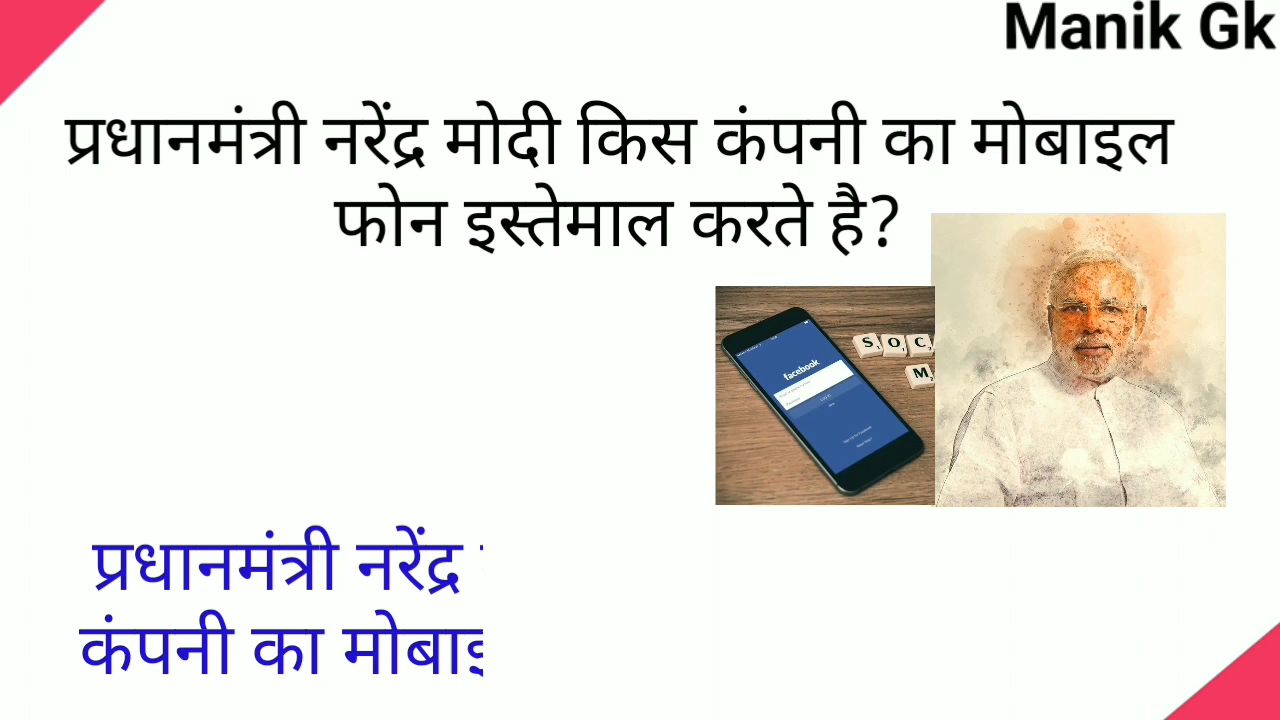 Manik Gk
प्रधानमंत्री नरेंद्र मोदी किस कंपनी का मोबाइल
फोन इस्तेमाल करते है?
facebook
S O C
M
प्रधानमंत्री नरेंद्र
कंपनी का